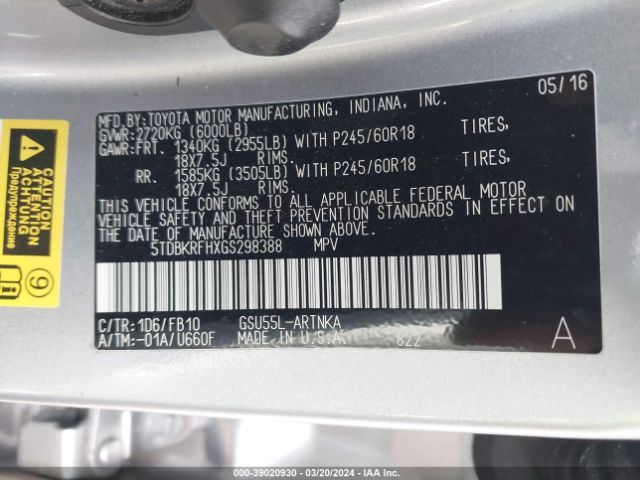 05/16
MFD.BY:TOYOTA MOTOR MANUFACTURING, INDIANA, INC.
GVWR:2720KG (6000LB)
GAWR:FRT. 1340KG (2955LB) WITH P245/60R18 TIRES,
18X7.5J RIMS.
RR. 1585KG (3505LB) WITH P245/60R18 TIRES,
18X7.5J RIMS.
THIS VEHICLE CONFORMS TO ALL APPLICABLE FEDERAL MOTOR
VEHICLE SAFETY AND THEFT PREVENTION STANDARDS IN EFFECT ON
THE DATE OF MANUFACTURE SHOWN ABOVE.
5TDBKRFHXGS298388 MPV
C/TR:1D6/FB10 GSU55L-ARTNKA
A/TM:-01A/U660F MADE IN U.S.A. 822
A
CAUTION
ATTENTION
ACHTUNG
Предупреждение
9
000-39020930 - 03/20/2024 - IAA